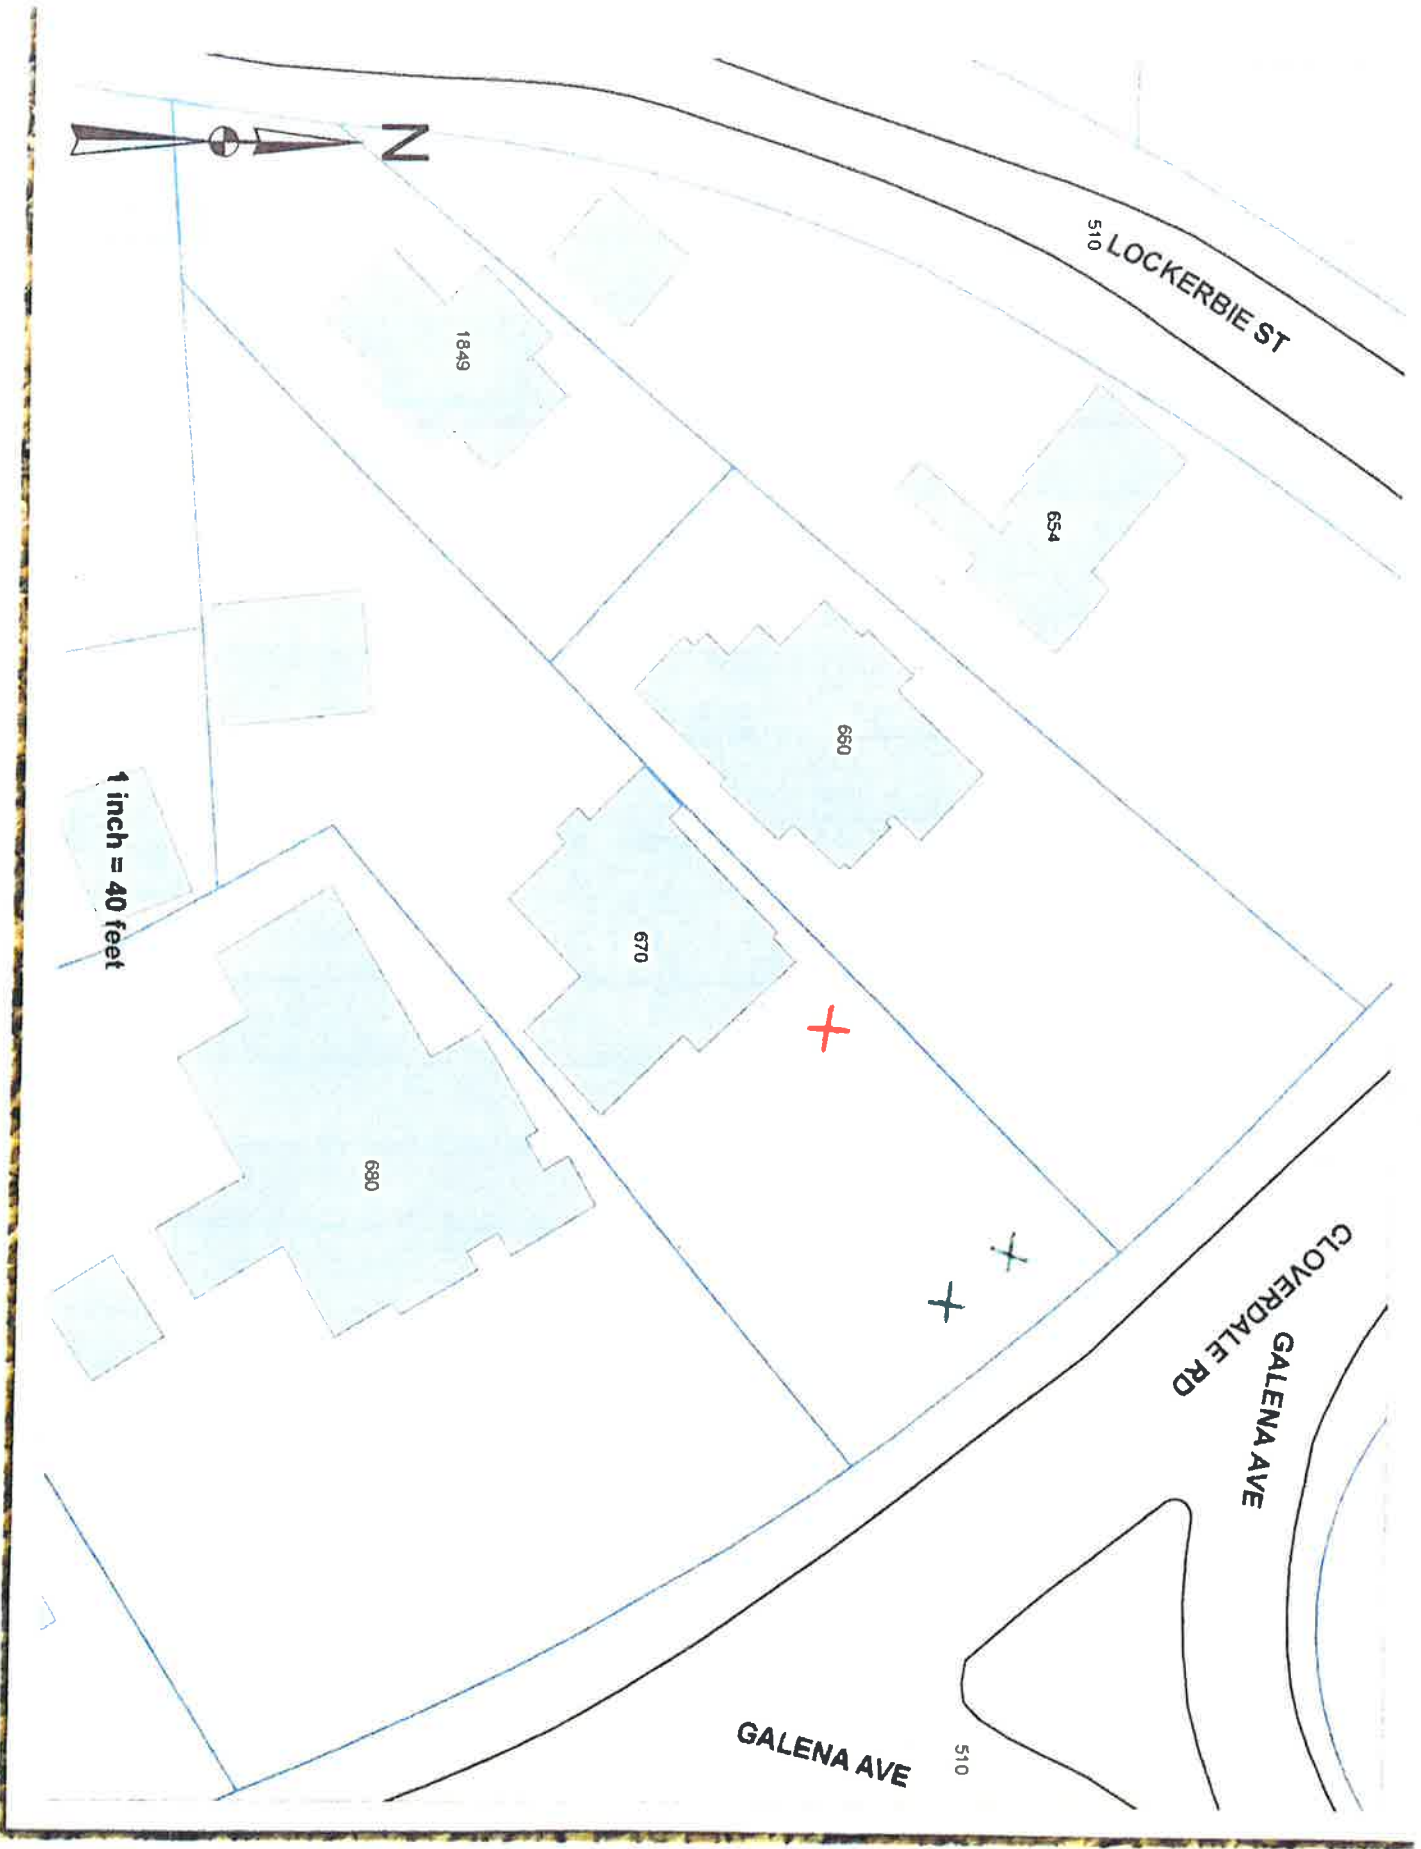 510 LOCKERBIE ST
654
1849
660
670
680
CLOVERDALE RD
GALENA AVE
GALENA AVE
510
N
1 inch = 40 feet